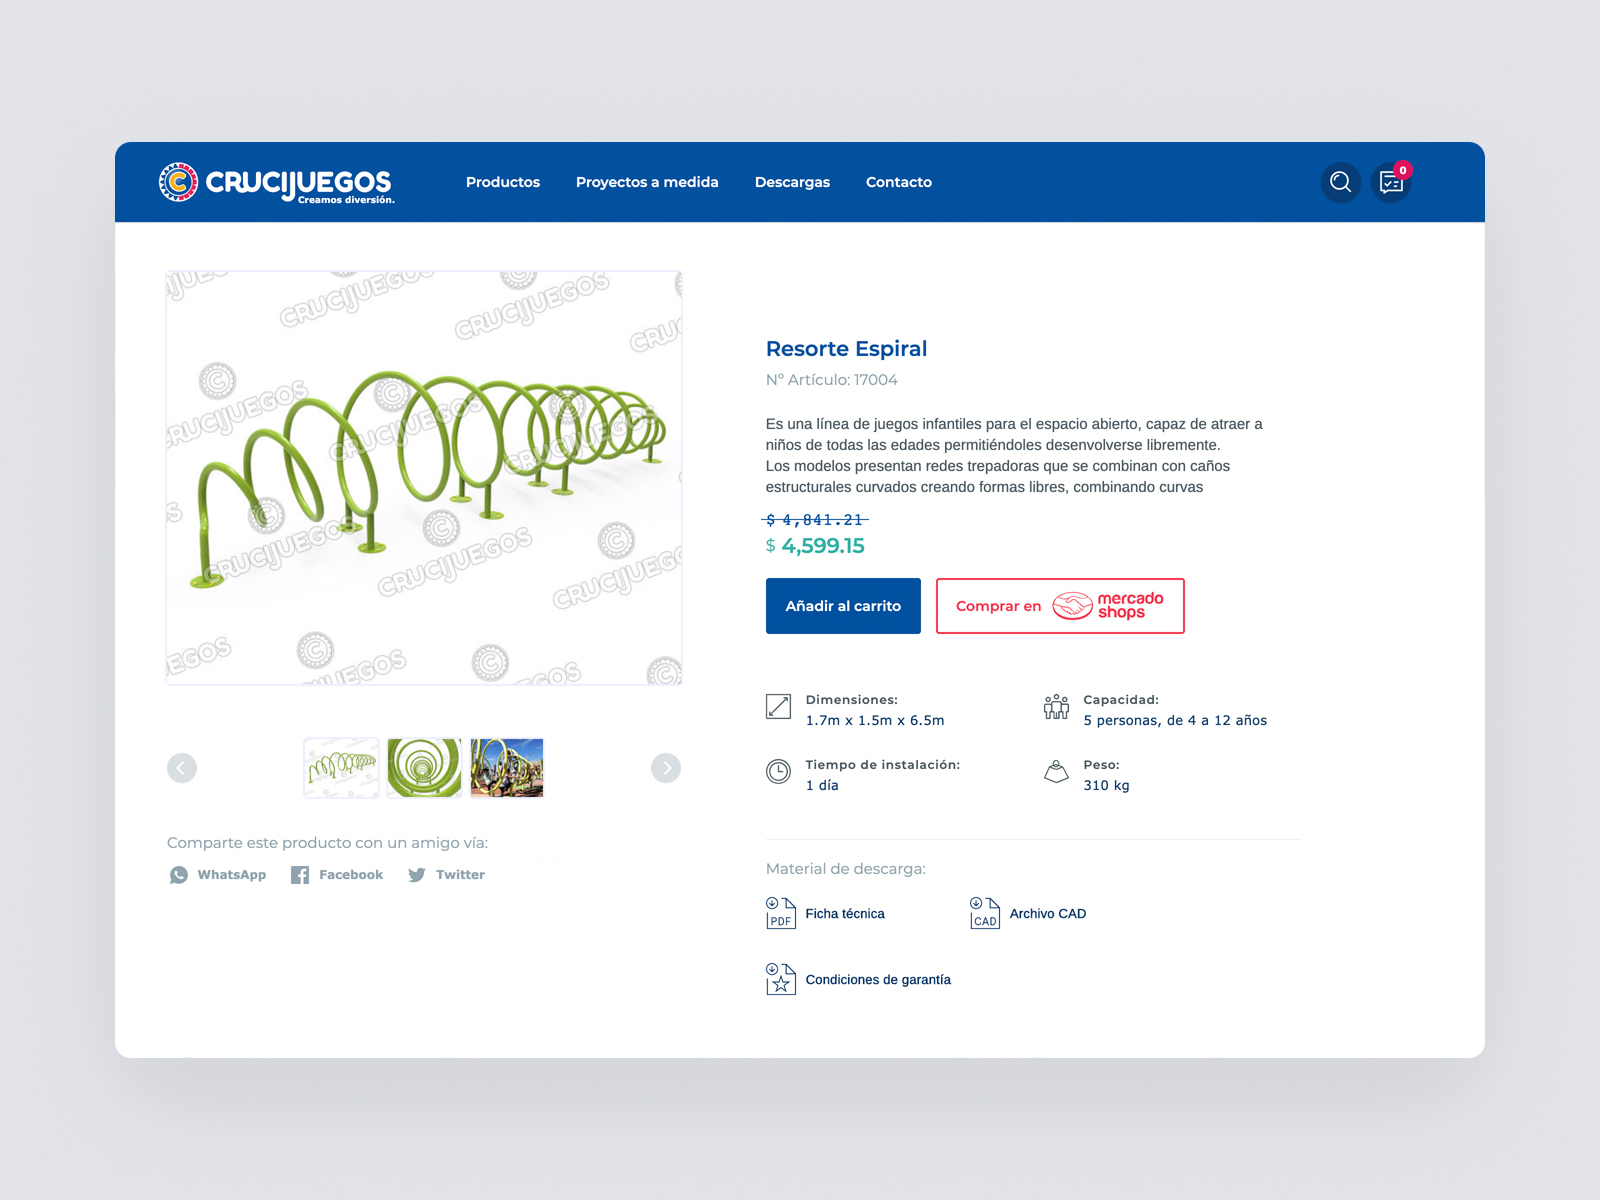 CRUCIJUEGOS
Creamos diversión.
Productos
Proyectos a medida
Descargas
Contacto
0
CRUCIJUEGOS
CRUCIJUEGOS
CRUCIJUEGOS
CRUCIJUEGOS
CRUCIJUEGOS
CRUCIJUEGOS
CRUCIJUEGOS
CRUCIJUEGOS
Resorte Espiral
Nº Artículo: 17004
Es una línea de juegos infantiles para el espacio abierto, capaz de atraer a
niños de todas las edades permitiéndoles desenvolverse libremente.
Los modelos presentan redes trepadoras que se combinan con caños
estructurales curvados creando formas libres, combinando curvas
$ 4,841.21
$ 4,599.15
Añadir al carrito
Comprar en
mercado
shops
Dimensiones:
1.7m x 1.5m x 6.5m
Capacidad:
5 personas, de 4 a 12 años
Tiempo de instalación:
1 día
Peso:
310 kg
Comparte este producto con un amigo vía:
WhatsApp
Facebook
Twitter
Material de descarga:
PDF
Ficha técnica
CAD
Archivo CAD
Condiciones de garantía